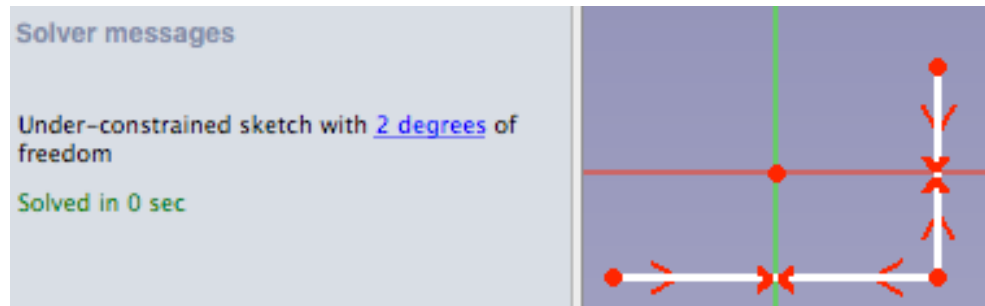 Solver messages
Under-constrained sketch with 2 degrees of
freedom
Solved in 0 sec